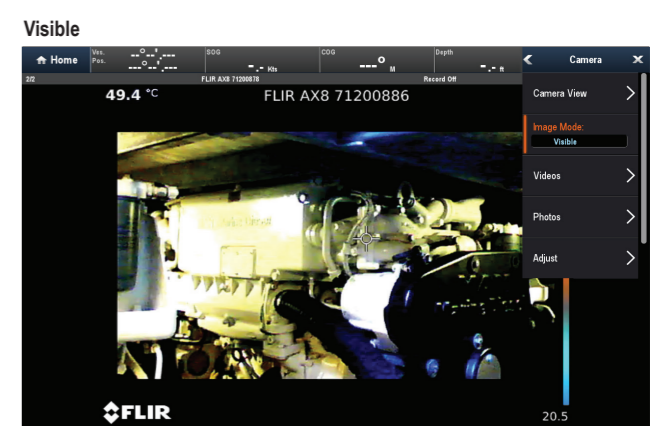 Visible
Home
Ves.
Pos.
--°--'---
---°--'---
SOG
-.- Kts
COG
---° M
Depth
-.- ft
Camera
X
2/2
FLIR AX8 71200878
Record Off
49.4 °C
FLIR AX8 71200886
Camera View
Image Mode:
Visible
Videos
Photos
Adjust
FLIR
20.5